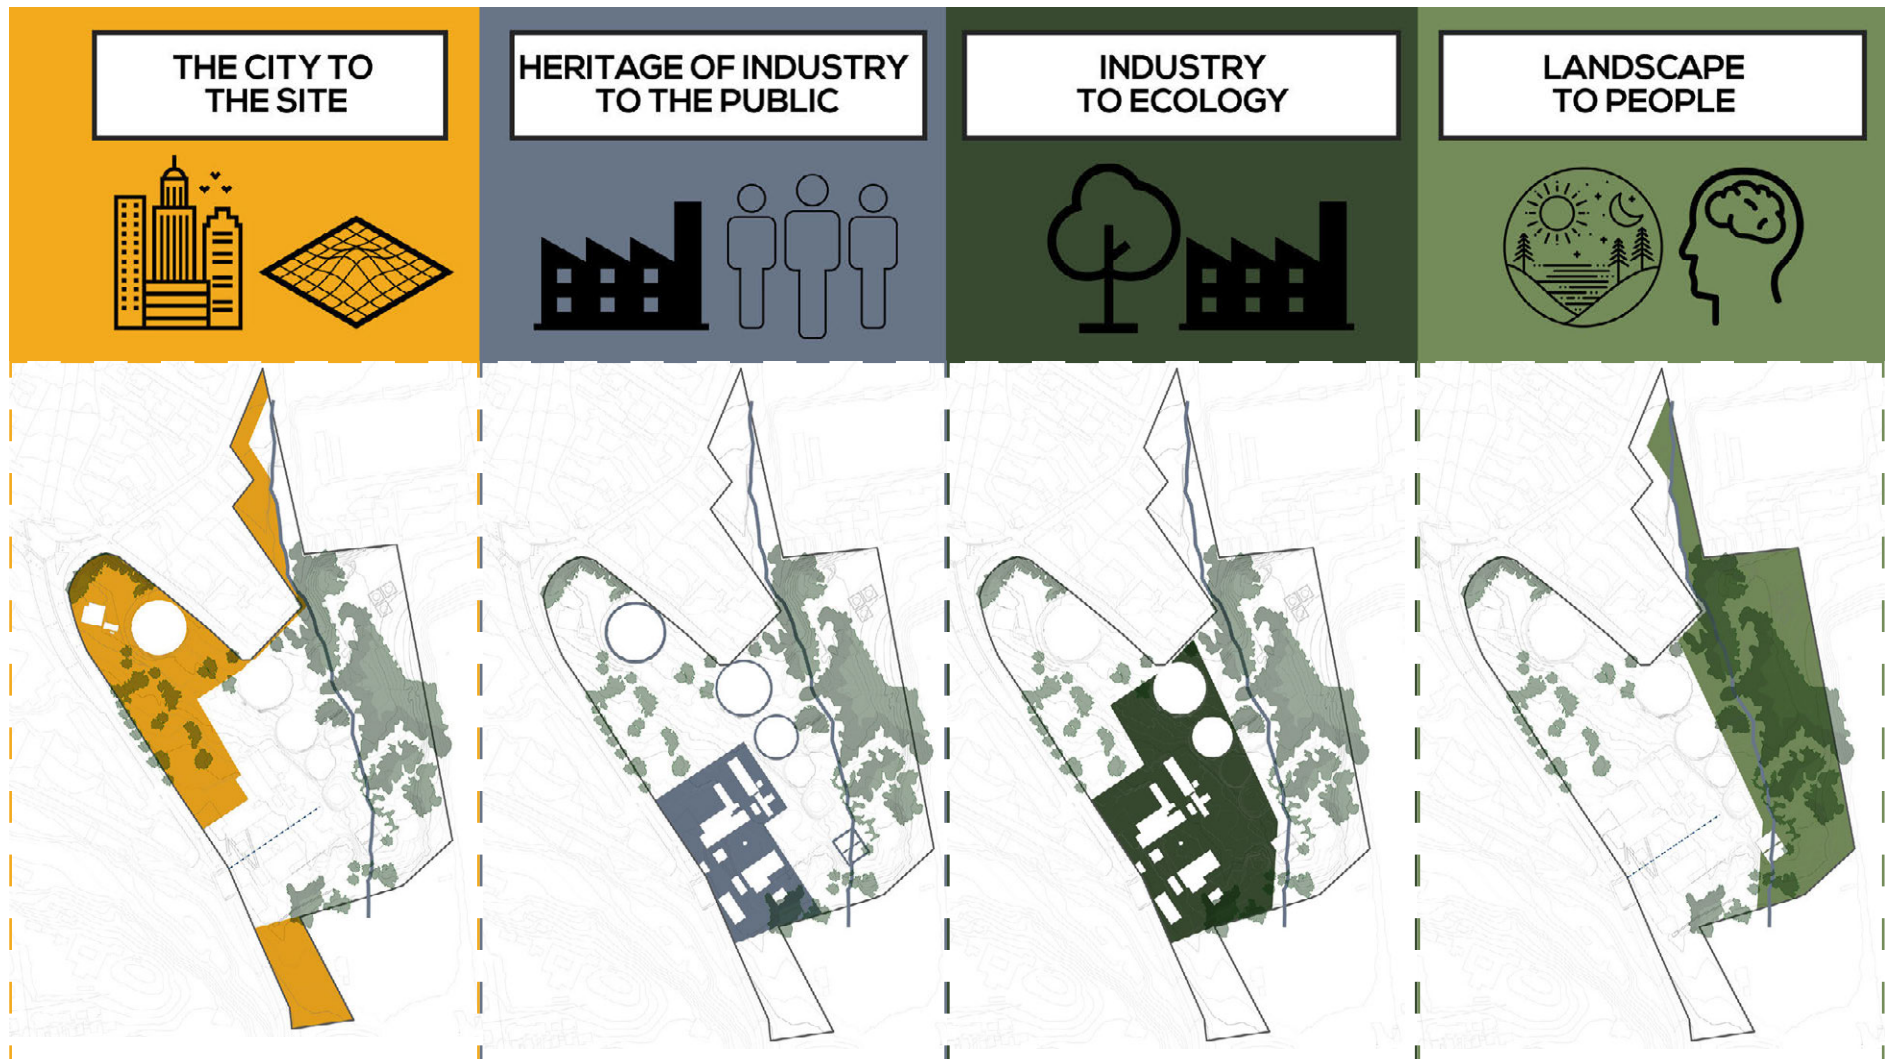 THE CITY TO
THE SITE
HERITAGE OF INDUSTRY
TO THE PUBLIC
INDUSTRY
TO ECOLOGY
LANDSCAPE
TO PEOPLE